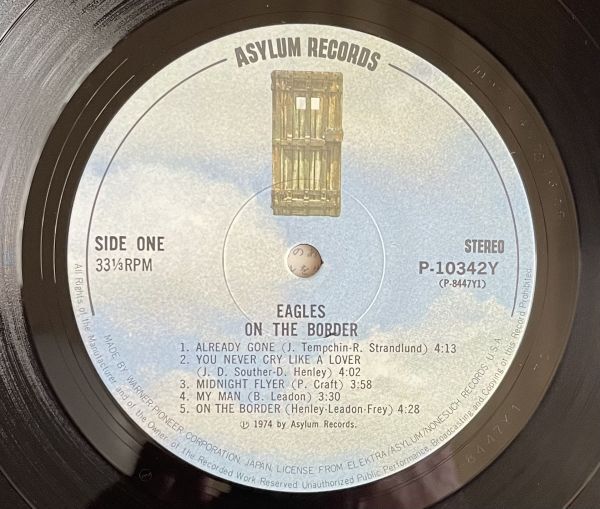 ASYLUM RECORDS
SIDE ONE
33⅓RPM
STEREO
P-10342Y
(P-8447Y1)
EAGLES
ON THE BORDER
1. ALREADY GONE (J. Tempchin-R. Strandlund) 4:13
2. YOU NEVER CRY LIKE A LOVER
(J. D. Souther-D. Henley) 4:02
3. MIDNIGHT FLYER (P. Craft) 3:58
4. MY MAN (B. Leadon) 3:30
5. ON THE BORDER (Henley-Leadon-Frey) 4:28
Ⓟ 1974 by Asylum Records.
MADE BY WARNER-PIONEER CORPORATION, JAPAN, LICENSE FROM ELEKTRA/ASYLUM/NONESUCH RECORDS, U.S.A.
All Rights of the Manufacturer and of the Owner of the Recorded Work Reserved Unauthorized Public Performance, Broadcasting and Copying of this Record Prohibited.
8447Y1